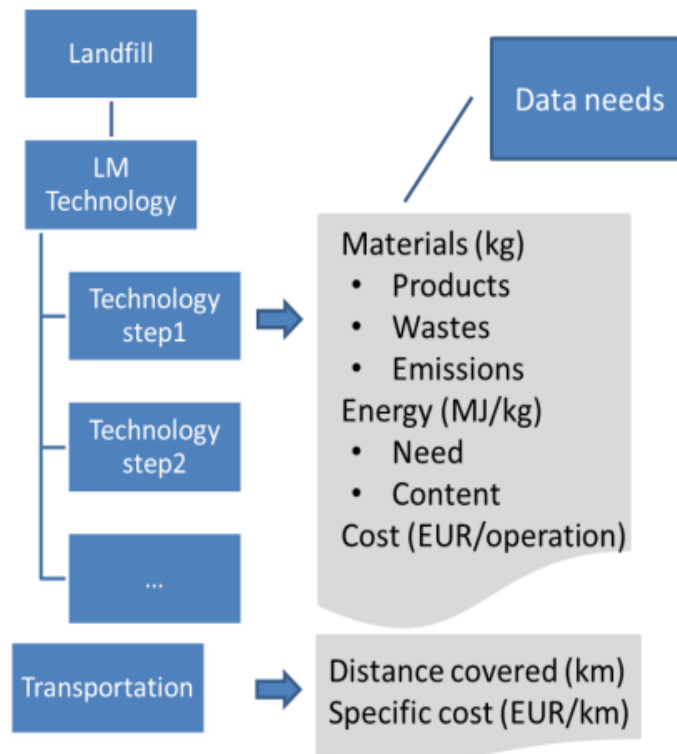 Landfill
Data needs
LM
Technology
Technology
step1
Technology
step2
...
Materials (kg)
• Products
• Wastes
• Emissions
Energy (MJ/kg)
• Need
• Content
Cost (EUR/operation)
Transportation
Distance covered (km)
Specific cost (EUR/km)